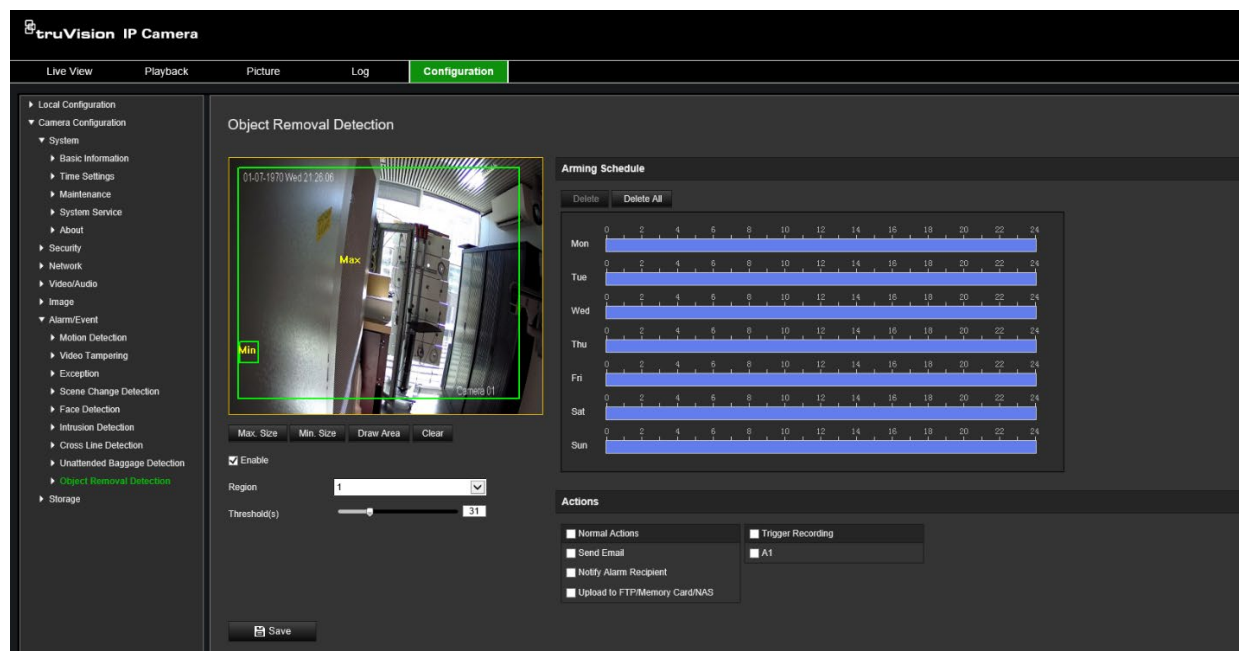 truVision IP Camera
Live View Playback Picture Log Configuration
Local Configuration
Camera Configuration
System
Basic Information
Time Settings
Maintenance
System Service
About
Security
Network
Video/Audio
Image
Alarm/Event
Motion Detection
Video Tampering
Exception
Scene Change Detection
Face Detection
Intrusion Detection
Cross Line Detection
Unattended Baggage Detection
Object Removal Detection
Storage
Object Removal Detection
01-07-1970 Wed 21:26:06
Max
Min
Camera 01
Max. Size Min. Size Draw Area Clear
Enable
Region 1
Threshold(s) 31
Save
Arming Schedule
Delete Delete All
0 2 4 6 8 10 12 14 16 18 20 22 24
Mon
0 2 4 6 8 10 12 14 16 18 20 22 24
Tue
0 2 4 6 8 10 12 14 16 18 20 22 24
Wed
0 2 4 6 8 10 12 14 16 18 20 22 24
Thu
0 2 4 6 8 10 12 14 16 18 20 22 24
Fri
0 2 4 6 8 10 12 14 16 18 20 22 24
Sat
0 2 4 6 8 10 12 14 16 18 20 22 24
Sun
Actions
Normal Actions Trigger Recording
Send Email A1
Notify Alarm Recipient
Upload to FTP/Memory Card/NAS